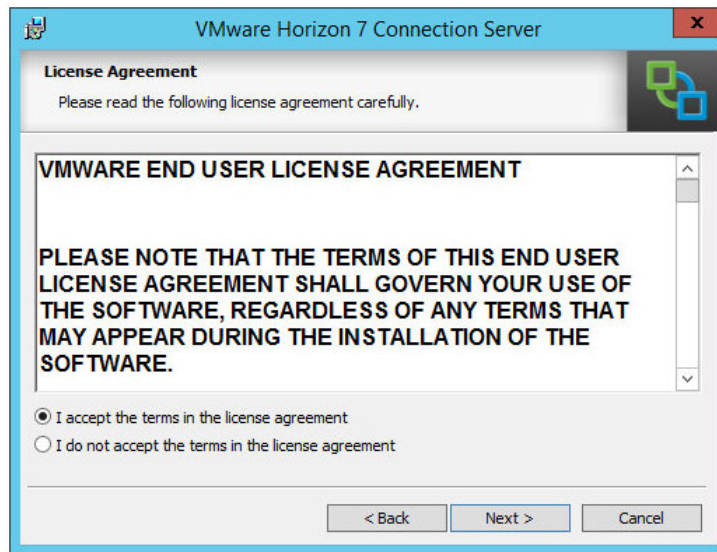 VMware Horizon 7 Connection Server
x
License Agreement
Please read the following license agreement carefully.
VMWARE END USER LICENSE AGREEMENT
PLEASE NOTE THAT THE TERMS OF THIS END USER
LICENSE AGREEMENT SHALL GOVERN YOUR USE OF
THE SOFTWARE, REGARDLESS OF ANY TERMS THAT
MAY APPEAR DURING THE INSTALLATION OF THE
SOFTWARE.
I accept the terms in the license agreement
I do not accept the terms in the license agreement
< Back Next > Cancel